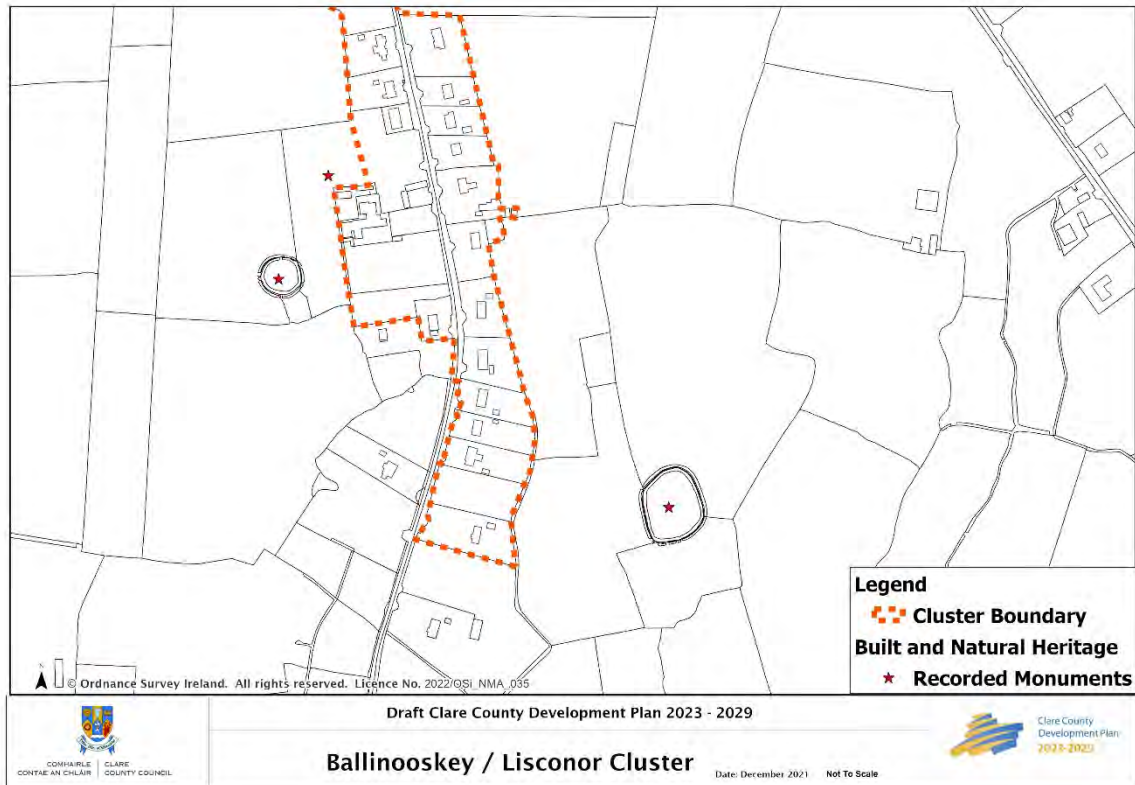 Legend
Cluster Boundary
Built and Natural Heritage
Recorded Monuments
N
© Ordnance Survey Ireland. All rights reserved. Licence No. 2022/OSi_NMA_035
Draft Clare County Development Plan 2023 - 2029
COMHAIRLE CONTAE AN CHLÁIR
CLARE COUNTY COUNCIL
Ballinooskey / Lisconor Cluster
Date: December 2021
Not To Scale
Clare County
Development Plan
2023-2029